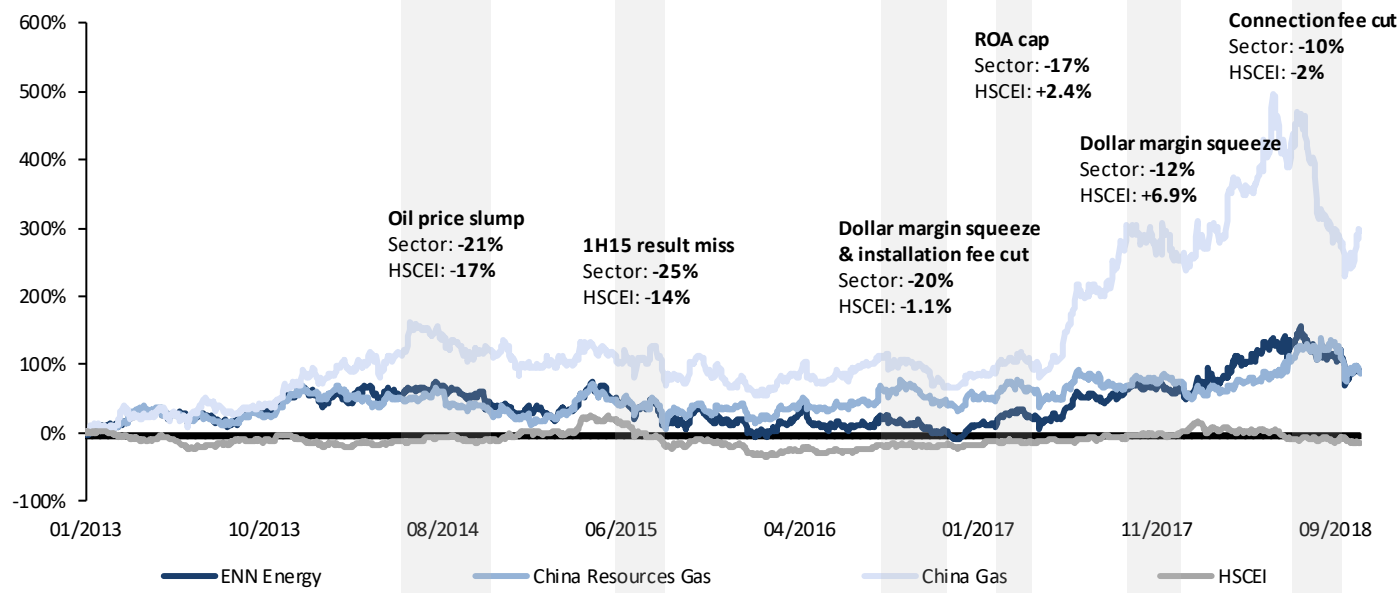 600%
500%
400%
300%
200%
100%
0%
-100%
Oil price slump
Sector: -21%
HSCEI: -17%
1H15 result miss
Sector: -25%
HSCEI: -14%
Dollar margin squeeze
& installation fee cut
Sector: -20%
HSCEI: -1.1%
ROA cap
Sector: -17%
HSCEI: +2.4%
Dollar margin squeeze
Sector: -12%
HSCEI: +6.9%
Connection fee cut
Sector: -10%
HSCEI: -2%
01/2013 10/2013 08/2014 06/2015 04/2016 01/2017 11/2017 09/2018
ENN Energy China Resources Gas China Gas HSCEI